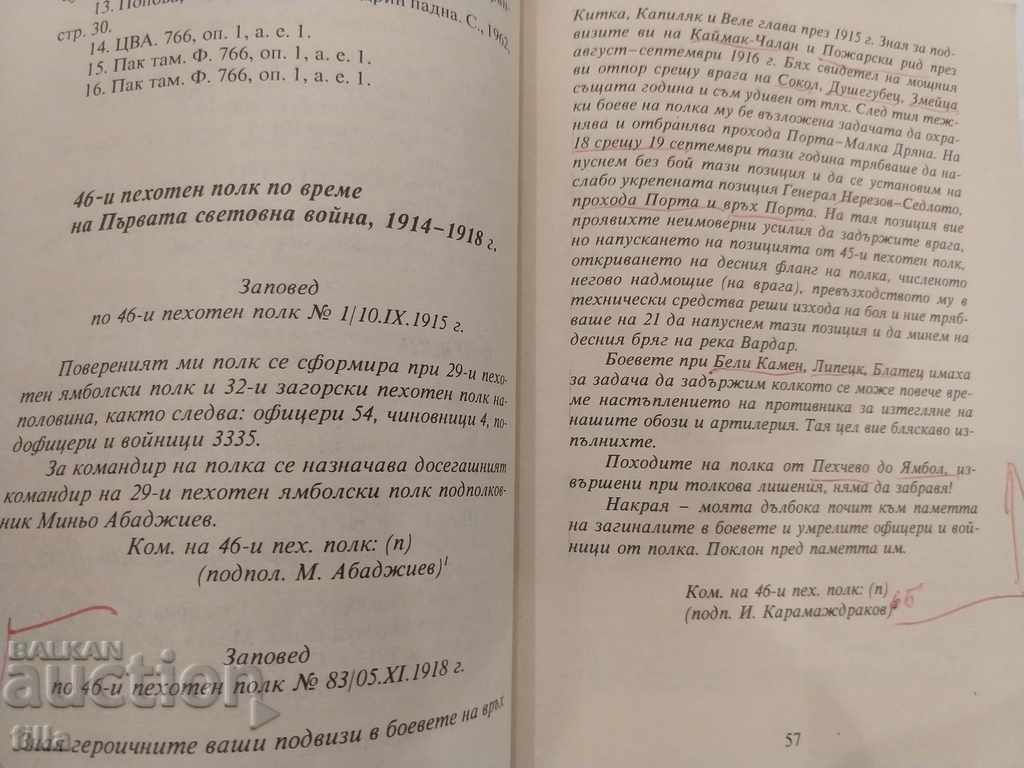 13. Попова,
дрин падна. С., 1962,
стр. 30.
14. ЦВА. 766, оп. 1, а. е. 1.
15. Пак там. Ф. 766, оп. 1, а. е. 1.
16. Пак там. Ф. 766, оп. 1, а. е. 1.
46-и пехотен полк по време
на Първата световна война, 1914–1918 г.
Заповед
по 46-и пехотен полк № 1/10.IX.1915 г.
Повереният ми полк се сформира при 29-и пехо-
тен ямболски полк и 32-и загорски пехотен полк на-
половина, както следва: офицери 54, чиновници 4, по-
дофицери и войници 3335.
За командир на полка се назначава досегашният
командир на 29-и пехотен ямболски полк подполков-
ник Миньо Абаджиев.
Ком. на 46-и пех. полк: (п)
(подпол. М. Абаджиев)1
Заповед
по 46-и пехотен полк № 83/05.XI.1918 г.
Зная героичните ваши подвизи в боевете на връх
BALKAN
auction
filla
Китка, Капиляк и Веле глава през 1915 г. Зная за под-
визите ви на Каймак-Чалан и Пожарски рид през
август–септември 1916 г. Бях свидетел на мощния
ви отпор срещу врага на Сокол, Душегубец, Змейца
същата година и съм удивен от тях. След тия теж-
ки боеве на полка му бе възложена задачата да охра-
нява и отбранява прохода Порта–Малка Дряна. На
18 срещу 19 септември тази година трябваше да на-
пуснем без бой тази позиция и да се установим на
слабо укрепената позиция Генерал Нерезов-Седлото,
прохода Порта и връх Порта. На тая позиция вие
проявихте неимоверни усилия да задържите врага,
но напускането на позицията от 45-и пехотен полк,
откриването на десния фланг на полка, численото
негово надмощие (на врага), превъзходството му в
технически средства реши изхода на боя и ние тряб-
ваше на 21 да напуснем тази позиция и да минем на
десния бряг на река Вардар.
Боевете при Бели Камен, Липецк, Блатец имаха
за задача да задържим колкото се може повече вре-
ме настъплението на противника за изтегляне на
нашите обози и артилерия. Тая цел вие бляскаво из-
пълнихте.
Походите на полка от Пехчево до Ямбол, из-
вършени при толкова лишения, няма да забравя!
Накрая – моята дълбока почит към паметта
на загиналите в боевете и умрелите офицери и вой-
ници от полка. Поклон пред паметта им.
Ком. на 46-и пех. полк: (п)
(подп. И. Карамаждраков)
57